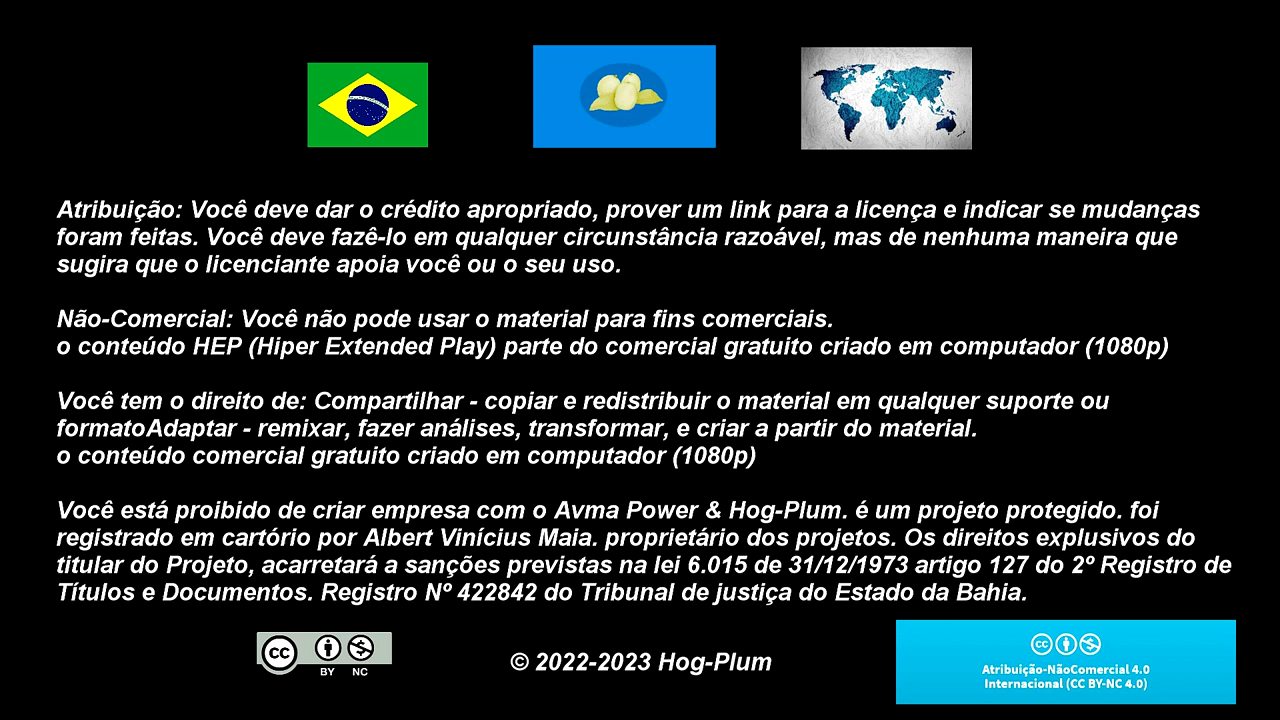 Atribuição: Você deve dar o crédito apropriado, prover um link para a licença e indicar se mudanças
foram feitas. Você deve fazê-lo em qualquer circunstância razoável, mas de nenhuma maneira que
sugira que o licenciante apoia você ou o seu uso.
Não-Comercial: Você não pode usar o material para fins comerciais.
o conteúdo HEP (Hiper Extended Play) parte do comercial gratuito criado em computador (1080p)
Você tem o direito de: Compartilhar - copiar e redistribuir o material em qualquer suporte ou
formatoAdaptar - remixar, fazer análises, transformar, e criar a partir do material.
o conteúdo comercial gratuito criado em computador (1080p)
Você está proibido de criar empresa com o Avma Power & Hog-Plum. é um projeto protegido. foi
registrado em cartório por Albert Vinícius Maia. proprietário dos projetos. Os direitos explusivos do
titular do Projeto, acarretará a sanções previstas na lei 6.015 de 31/12/1973 artigo 127 do 2º Registro de
Títulos e Documentos. Registro Nº 422842 do Tribunal de justiça do Estado da Bahia.
cc
BY NC
© 2022-2023 Hog-Plum
cc
Atribuição-NãoComercial 4.0
Internacional (CC BY-NC 4.0)